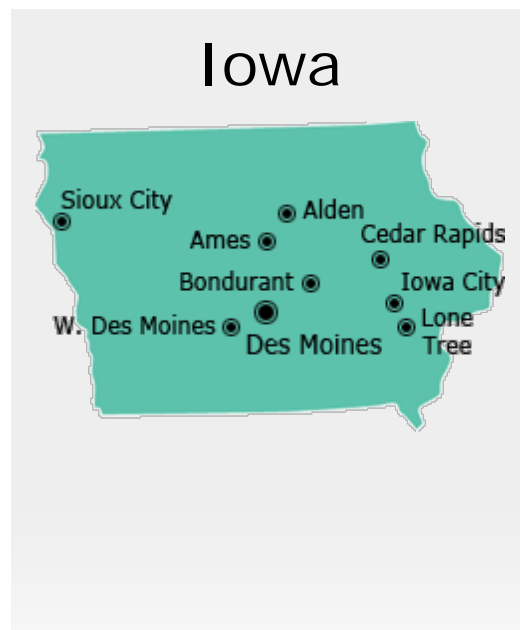 Iowa
Sioux City
Alden
Ames
Cedar Rapids
Bondurant
Iowa City
W. Des Moines
Lone
Tree
Des Moines